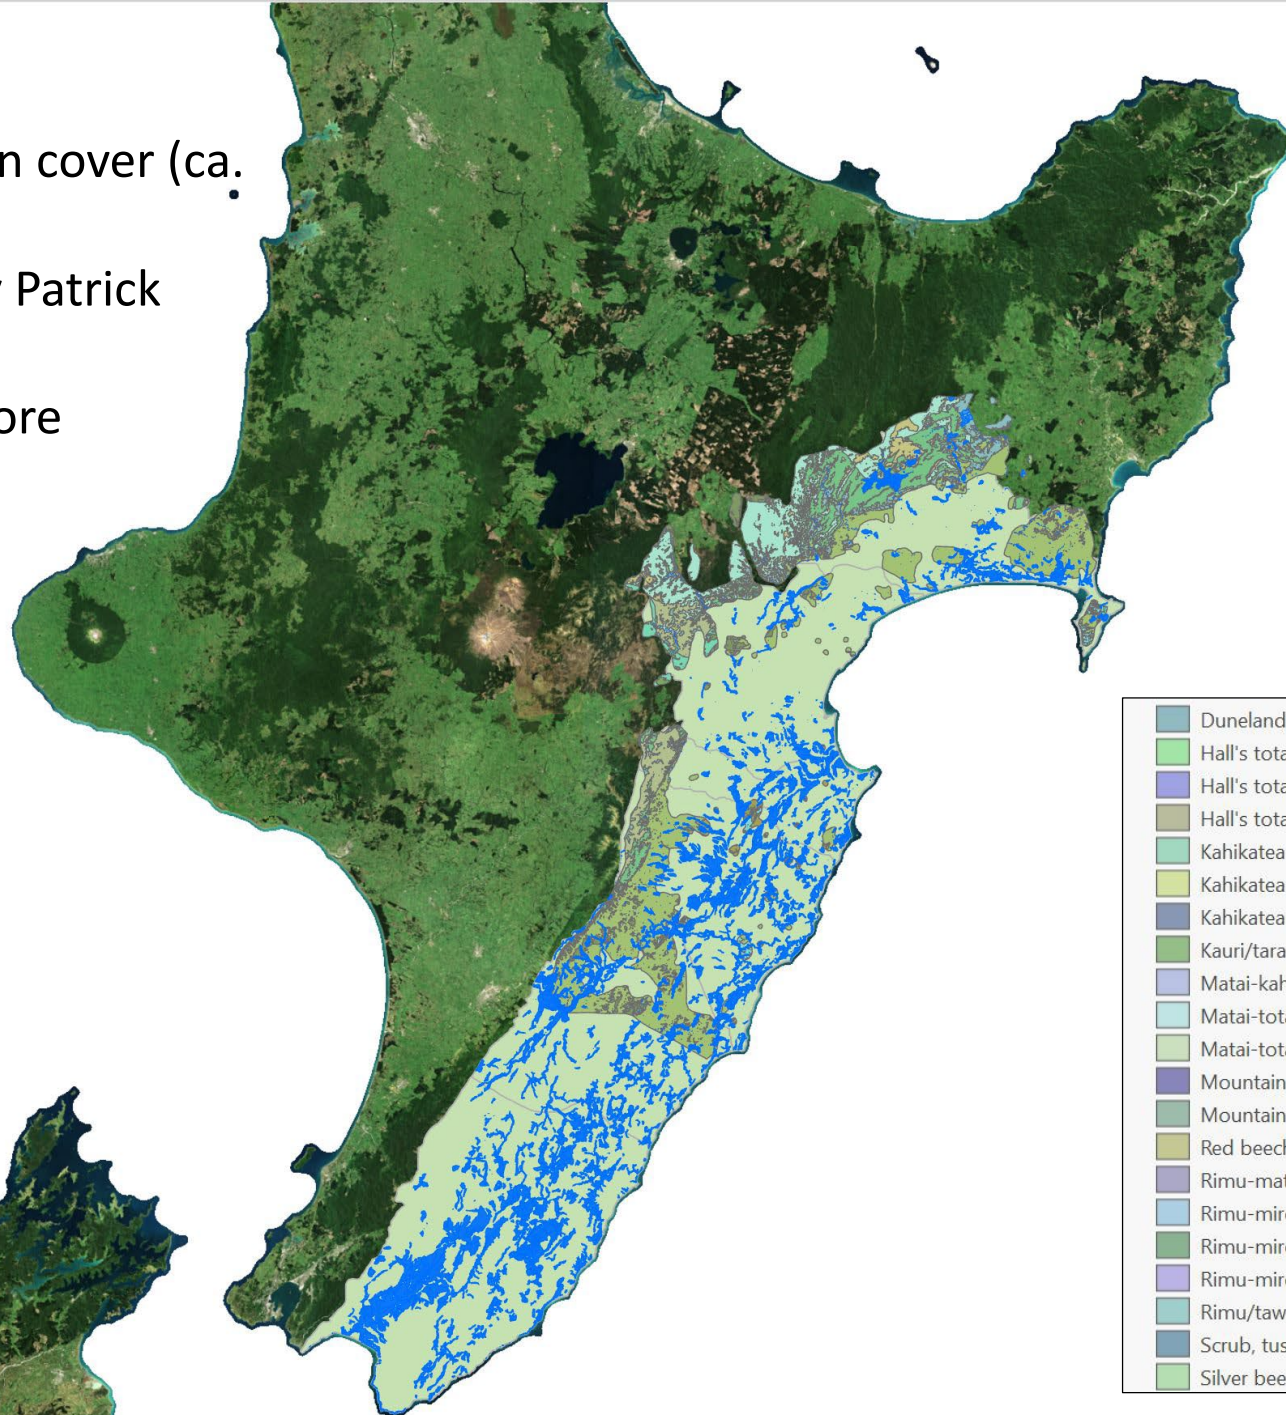 n cover (ca.
Patrick
ore
Duneland
Hall's tota
Hall's tota
Hall's tota
Kahikatea
Kahikatea
Kahikatea
Kauri/tara
Matai-kah
Matai-tota
Matai-tota
Mountain
Mountain
Red beech
Rimu-mat
Rimu-mir
Rimu-mir
Rimu-mir
Rimu/taw
Scrub, tus
Silver bee